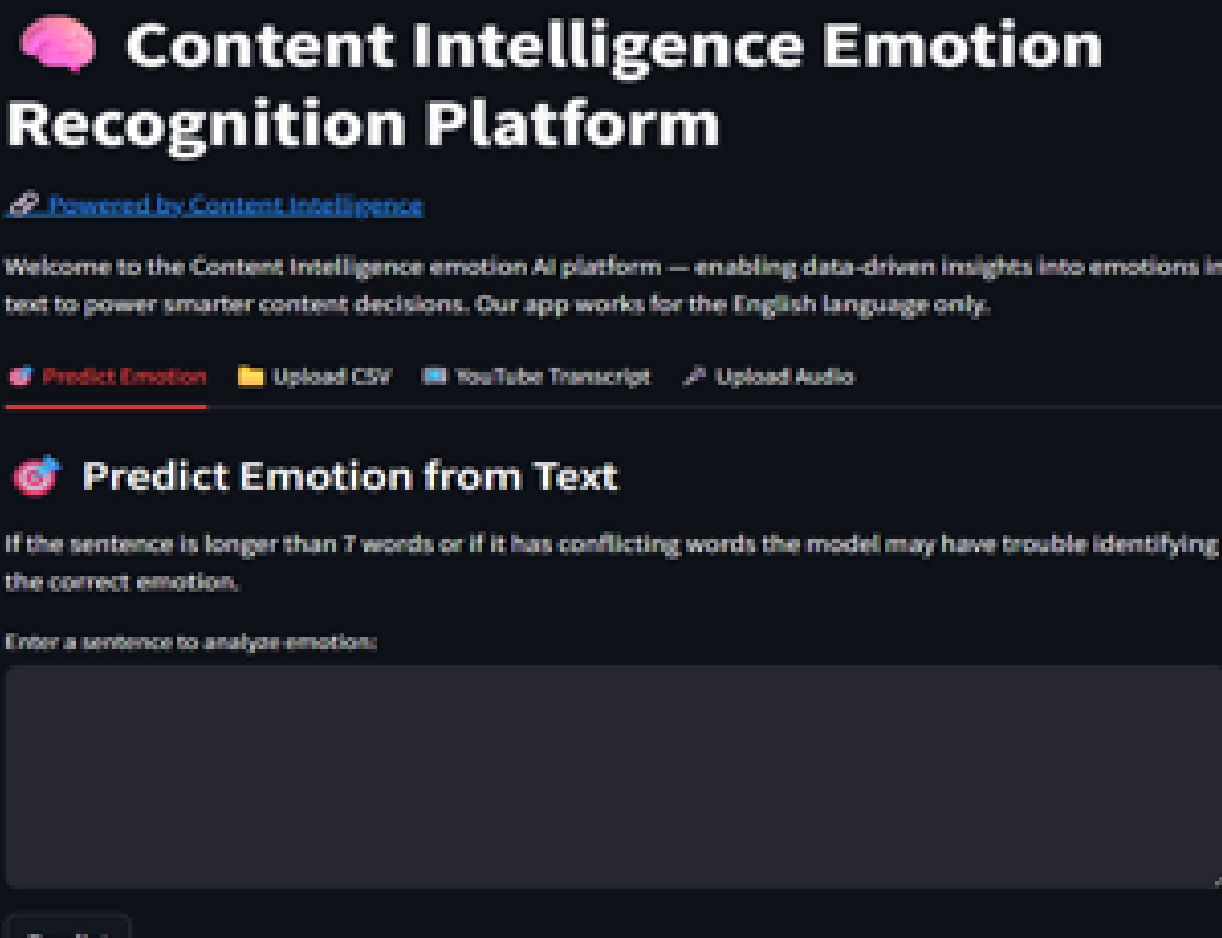 Content Intelligence Emotion
Recognition Platform
Powered by Content Intelligence
Welcome to the Content Intelligence emotion AI platform — enabling data-driven insights into emotions in
text to power smarter content decisions. Our app works for the English language only.
Predict Emotion Upload CSV YouTube Transcript Upload Audio
Predict Emotion from Text
If the sentence is longer than 7 words or if it has conflicting words the model may have trouble identifying
the correct emotion.
Enter a sentence to analyze emotion: